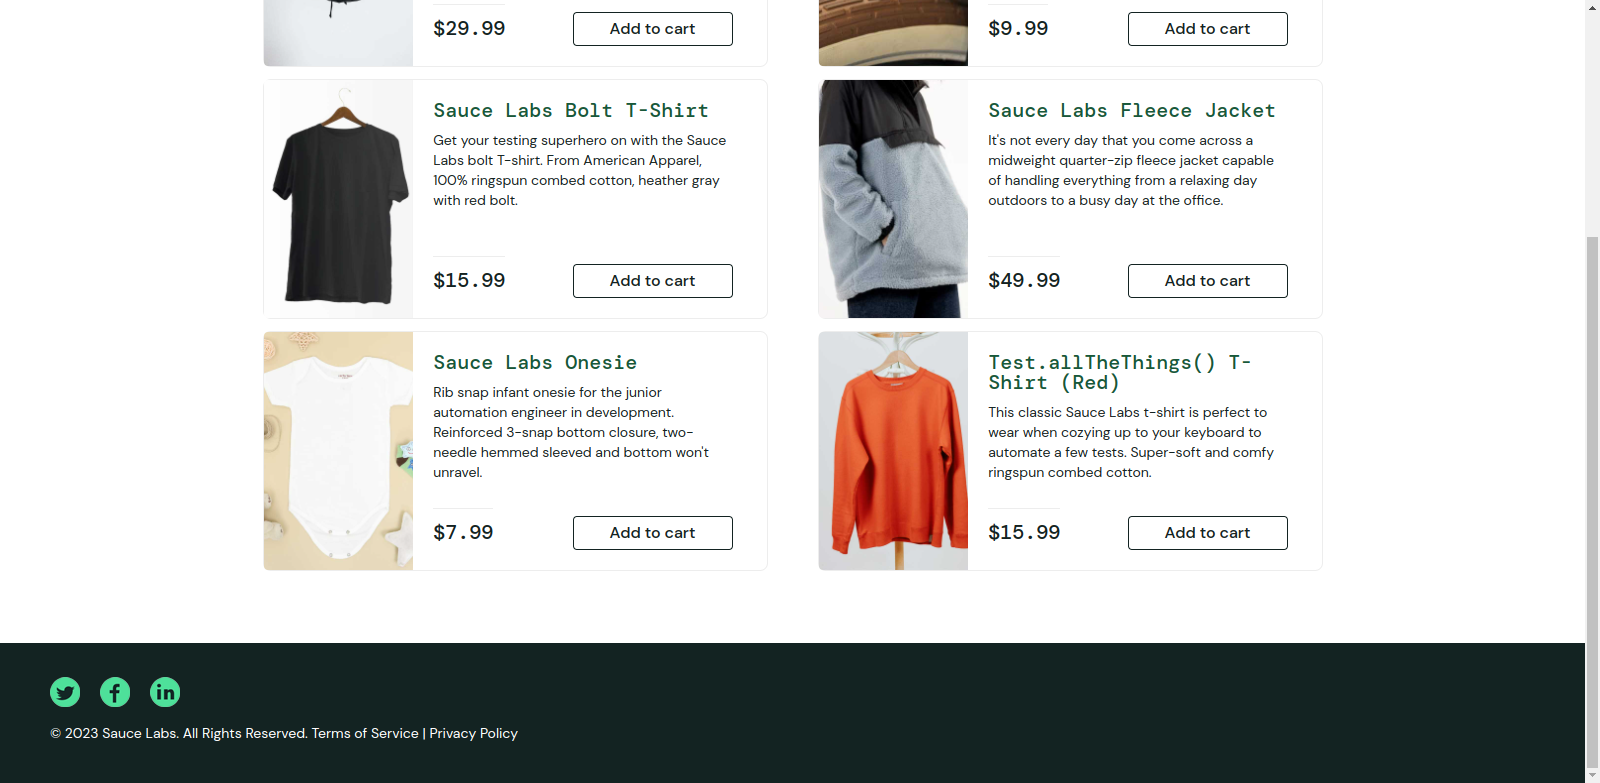 $29.99
Add to cart
$9.99
Add to cart
Sauce Labs Bolt T-Shirt
Get your testing superhero on with the Sauce
Labs bolt T-shirt. From American Apparel,
100% ringspun combed cotton, heather gray
with red bolt.
$15.99
Add to cart
Sauce Labs Fleece Jacket
It's not every day that you come across a
midweight quarter-zip fleece jacket capable
of handling everything from a relaxing day
outdoors to a busy day at the office.
$49.99
Add to cart
Sauce Labs Onesie
Rib snap infant onesie for the junior
automation engineer in development.
Reinforced 3-snap bottom closure, two-
needle hemmed sleeved and bottom won't
unravel.
$7.99
Add to cart
Test.allTheThings() T-
Shirt (Red)
This classic Sauce Labs t-shirt is perfect to
wear when cozying up to your keyboard to
automate a few tests. Super-soft and comfy
ringspun combed cotton.
$15.99
Add to cart
© 2023 Sauce Labs. All Rights Reserved. Terms of Service | Privacy Policy